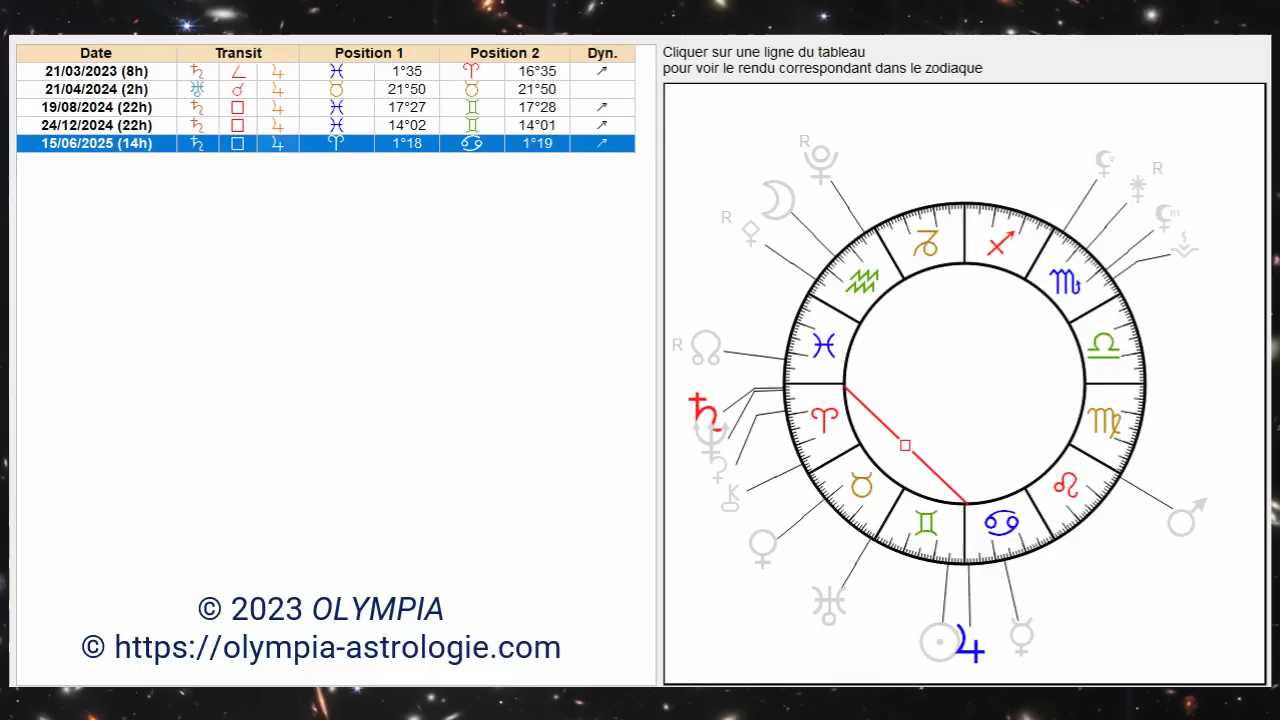 Date Transit Position 1 Position 2 Dyn.
21/03/2023 (8h) ♄ ∠ ♃ ♓ 1°35 ♈ 16°35 ↗
21/04/2024 (2h) ♅ ☌ ♃ ♉ 21°50 ♉ 21°50
19/08/2024 (22h) ♄ □ ♃ ♓ 17°27 ♊ 17°28 ↗
24/12/2024 (22h) ♄ □ ♃ ♓ 14°02 ♊ 14°01 ↗
15/06/2025 (14h) ♄ □ ♃ ♈ 1°18 ♋ 1°19 ↗
© 2023 OLYMPIA
© https://olympia-astrologie.com
Cliquer sur une ligne du tableau
pour voir le rendu correspondant dans le zodiaque
R
R
R
R